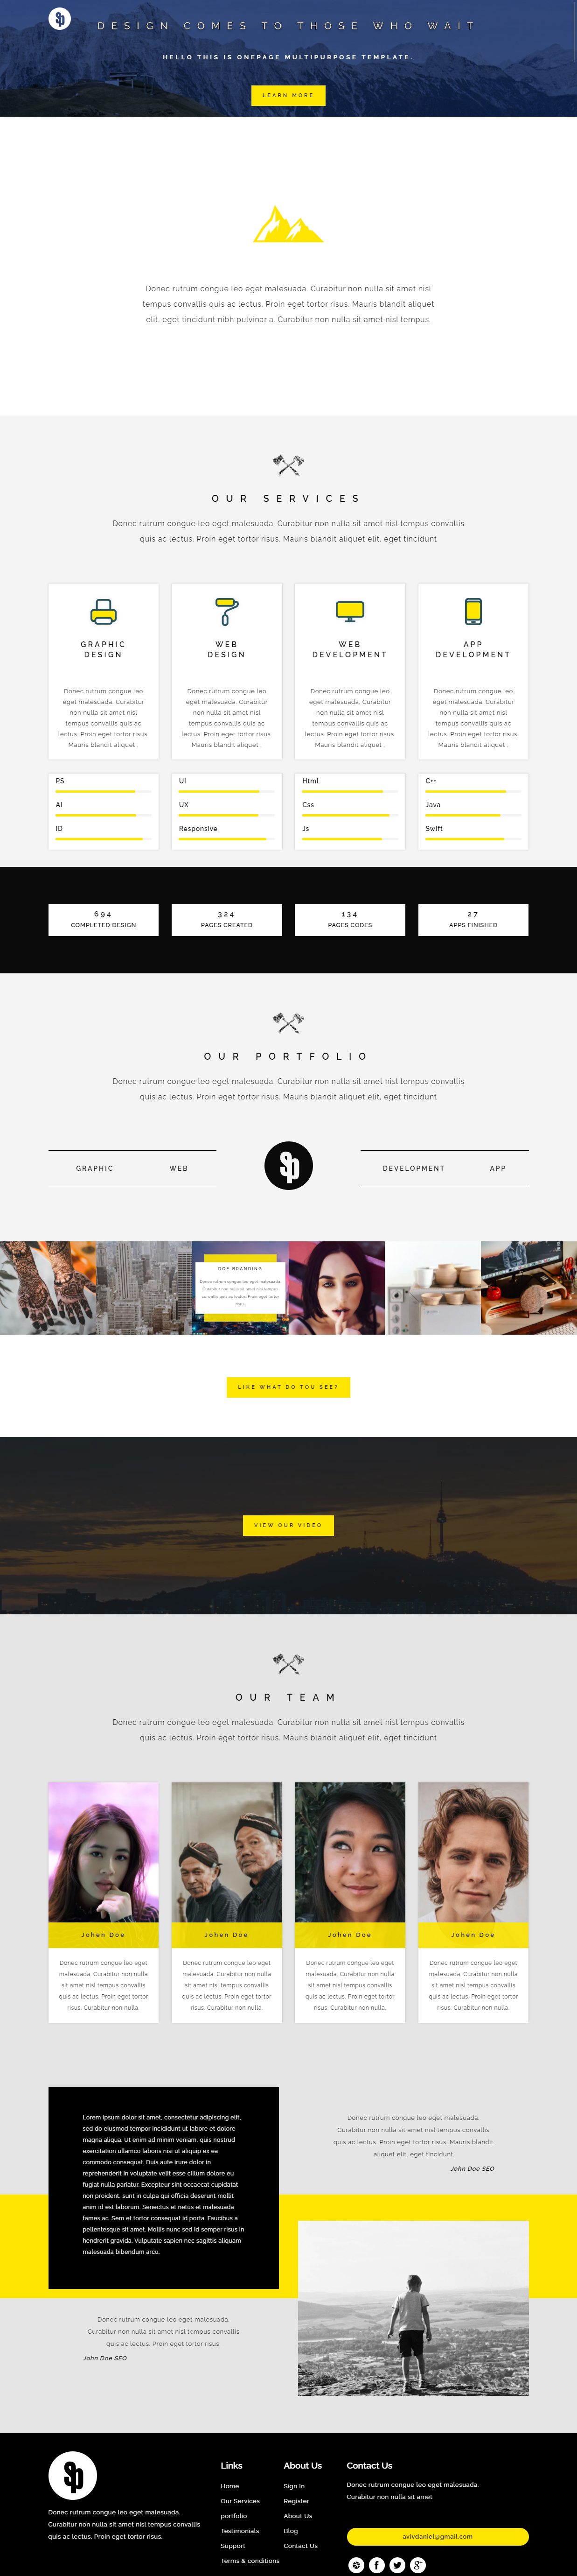 DESIGN COMES TO THOSE WHO WAIT
HELLO THIS IS ONEPAGE MULTIPURPOSE TEMPLATE.
LEARN MORE
Donec rutrum congue leo eget malesuada. Curabitur non nulla sit amet nisl
tempus convallis quis ac lectus. Proin eget tortor risus. Mauris blandit aliquet
elit, eget tincidunt nibh pulvinar a. Curabitur non nulla sit amet nisl tempus.
OUR SERVICES
Donec rutrum congue leo eget malesuada. Curabitur non nulla sit amet nisl tempus convallis
quis ac lectus. Proin eget tortor risus. Mauris blandit aliquet elit, eget tincidunt
GRAPHIC
DESIGN
Donec rutrum congue leo
eget malesuada. Curabitur
non nulla sit amet nisl
tempus convallis quis ac
lectus. Proin eget tortor risus.
Mauris blandit aliquet .
WEB
DESIGN
Donec rutrum congue leo
eget malesuada. Curabitur
non nulla sit amet nisl
tempus convallis quis ac
lectus. Proin eget tortor risus.
Mauris blandit aliquet .
WEB
DEVELOPMENT
Donec rutrum congue leo
eget malesuada. Curabitur
non nulla sit amet nisl
tempus convallis quis ac
lectus. Proin eget tortor risus.
Mauris blandit aliquet .
APP
DEVELOPMENT
Donec rutrum congue leo
eget malesuada. Curabitur
non nulla sit amet nisl
tempus convallis quis ac
lectus. Proin eget tortor risus.
Mauris blandit aliquet .
PS
AI
ID
UI
UX
Responsive
Html
Css
Js
C++
Java
Swift
694
COMPLETED DESIGN
324
PAGES CREATED
134
PAGES CODES
27
APPS FINISHED
OUR PORTFOLIO
Donec rutrum congue leo eget malesuada. Curabitur non nulla sit amet nisl tempus convallis
quis ac lectus. Proin eget tortor risus. Mauris blandit aliquet elit, eget tincidunt
GRAPHIC WEB Sp DEVELOPMENT APP
DOE BRANDING
Donec rutrum congue leo eget malesuada.
Curabitur non nulla sit amet nisl tempus
convallis quis ac lectus. Proin eget tortor
risus.
LIKE WHAT DO TOU SEE?
VIEW OUR VIDEO
OUR TEAM
Donec rutrum congue leo eget malesuada. Curabitur non nulla sit amet nisl tempus convallis
quis ac lectus. Proin eget tortor risus. Mauris blandit aliquet elit, eget tincidunt
Johen Doe
Donec rutrum congue leo eget
malesuada. Curabitur non nulla
sit amet nisl tempus convallis
quis ac lectus. Proin eget tortor
risus. Curabitur non nulla.
Johen Doe
Donec rutrum congue leo eget
malesuada. Curabitur non nulla
sit amet nisl tempus convallis
quis ac lectus. Proin eget tortor
risus. Curabitur non nulla.
Johen Doe
Donec rutrum congue leo eget
malesuada. Curabitur non nulla
sit amet nisl tempus convallis
quis ac lectus. Proin eget tortor
risus. Curabitur non nulla.
Johen Doe
Donec rutrum congue leo eget
malesuada. Curabitur non nulla
sit amet nisl tempus convallis
quis ac lectus. Proin eget tortor
risus. Curabitur non nulla.
Lorem ipsum dolor sit amet, consectetur adipiscing elit,
sed do eiusmod tempor incididunt ut labore et dolore
magna aliqua. Ut enim ad minim veniam, quis nostrud
exercitation ullamco laboris nisi ut aliquip ex ea
commodo consequat. Duis aute irure dolor in
reprehenderit in voluptate velit esse cillum dolore eu
fugiat nulla pariatur. Excepteur sint occaecat cupidatat
non proident, sunt in culpa qui officia deserunt mollit
anim id est laborum. Senectus et netus et malesuada
fames ac. Sem et tortor consequat id porta. Faucibus a
pellentesque sit amet. Mollis nunc sed id semper risus in
hendrerit gravida. Vulputate sapien nec sagittis aliquam
malesuada bibendum arcu.
Donec rutrum congue leo eget malesuada.
Curabitur non nulla sit amet nisl tempus convallis
quis ac lectus. Proin eget tortor risus. Mauris blandit
aliquet elit, eget tincidunt
John Doe SEO
Donec rutrum congue leo eget malesuada.
Curabitur non nulla sit amet nisl tempus convallis
quis ac lectus. Proin eget tortor risus.
John Doe SEO
Sp
Donec rutrum congue leo eget malesuada.
Curabitur non nulla sit amet nisl tempus convallis
quis ac lectus. Proin eget tortor risus.
Links
Home
Our Services
portfolio
Testimonials
Support
Terms & conditions
About Us
Sign In
Register
About Us
Blog
Contact Us
Contact Us
Donec rutrum congue leo eget malesuada.
Curabitur non nulla sit amet
avivdaniel@gmail.com